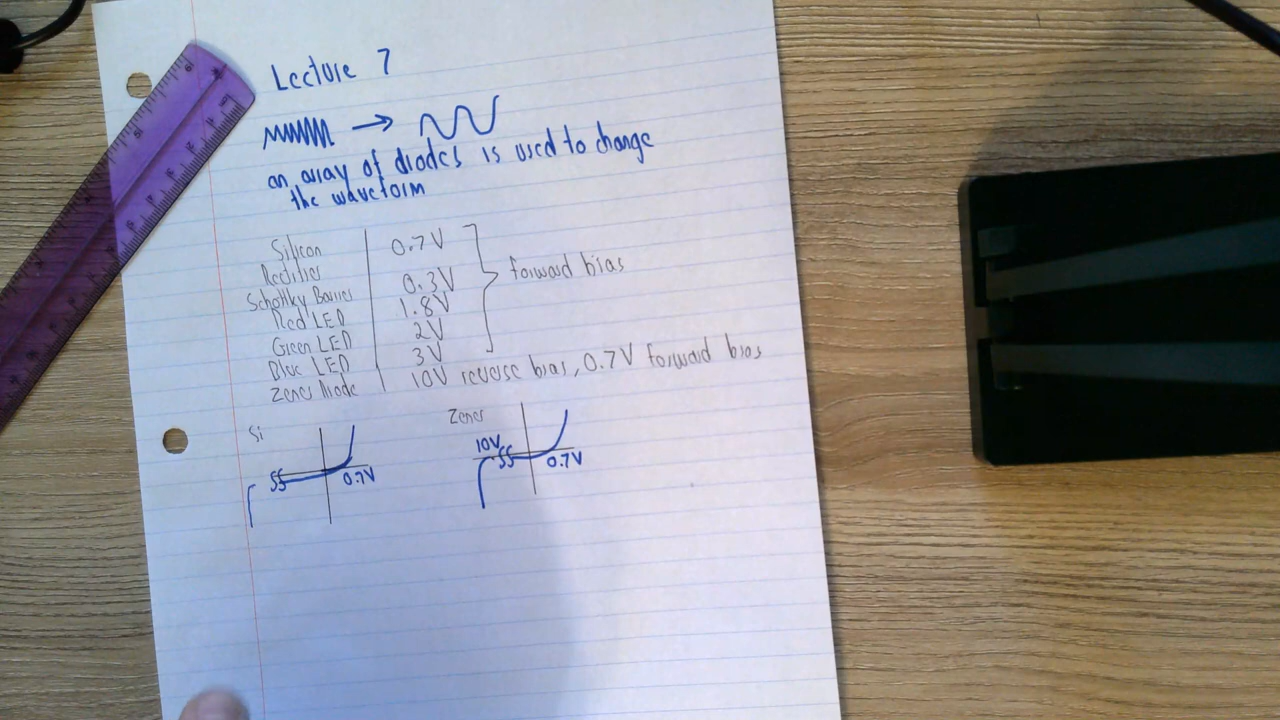 Lecture 7
an array of diodes is used to change
the waveform
Silicon
Rectifier 0.7V
Schottky Barrier 0.3V
Red LED 1.8V
Green LED 2V
Blue LED 3V
forward bias
Zener Diode 10V reverse bias, 0.7V forward bias
Si
0.7V
Zener
10V
0.7V